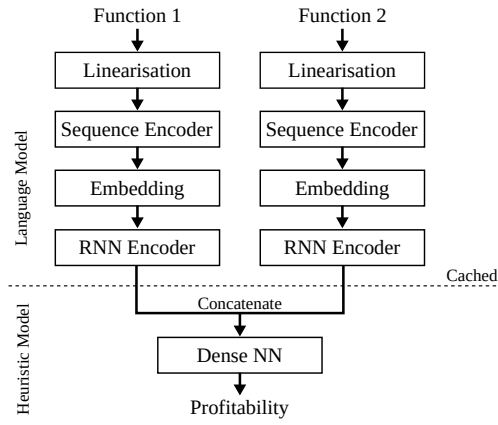 Function 1
Function 2
Linearisation
Linearisation
Sequence Encoder
Sequence Encoder
Embedding
Embedding
RNN Encoder
RNN Encoder
Language Model
Cached
Concatenate
Dense NN
Heuristic Model
Profitability